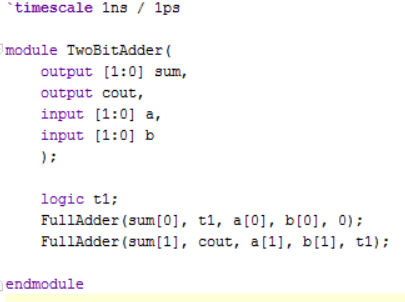 `timescale 1ns / 1ps
module TwoBitAdder(
output [1:0] sum,
output cout,
input [1:0] a,
input [1:0] b
);
logic t1;
FullAdder(sum[0], t1, a[0], b[0], 0);
FullAdder(sum[1], cout, a[1], b[1], t1);
endmodule